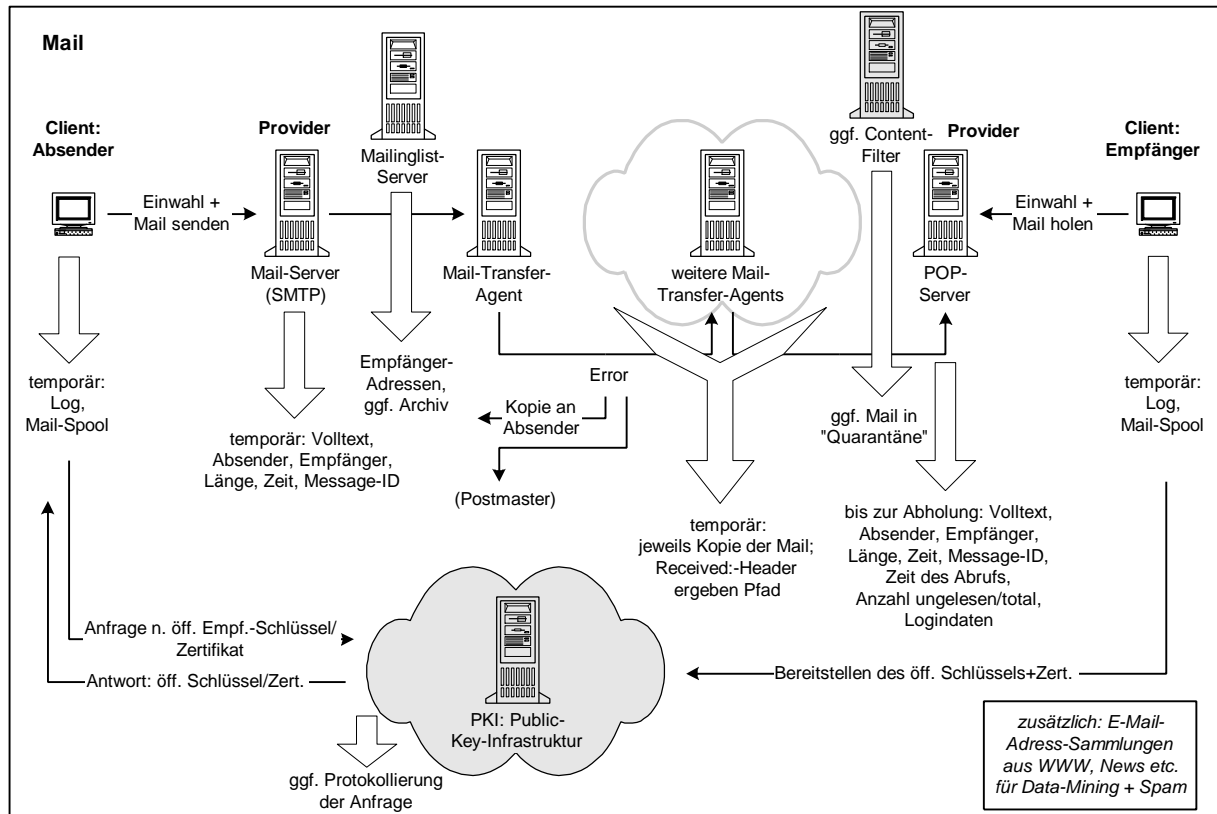 Mail
Client:
Absender
Provider
Mailinglist-
Server
ggf. Content-
Filter
Provider
Client:
Empfänger
Einwahl +
Mail senden
Mail-Server
(SMTP)
Mail-Transfer-
Agent
weitere Mail-
Transfer-Agents
POP-
Server
Einwahl +
Mail holen
temporär:
Log,
Mail-Spool
temporär: Volltext,
Absender, Empfänger,
Länge, Zeit, Message-ID
Empfänger-
Adressen,
ggf. Archiv
Error
Kopie an
Absender
(Postmaster)
temporär:
jeweils Kopie der Mail;
Received:-Header
ergeben Pfad
ggf. Mail in
"Quarantäne"
bis zur Abholung: Volltext,
Absender, Empfänger,
Länge, Zeit, Message-ID,
Zeit des Abrufs,
Anzahl ungelesen/total,
Logindaten
temporär:
Log,
Mail-Spool
Anfrage n. öff. Empf.-Schlüssel/
Zertifikat
Antwort: öff. Schlüssel/Zert.
PKI: Public-
Key-Infrastruktur
Bereitstellen des öff. Schlüssels+Zert.
ggf. Protokollierung
der Anfrage
zusätzlich: E-Mail-
Adress-Sammlungen
aus WWW, News etc.
für Data-Mining + Spam